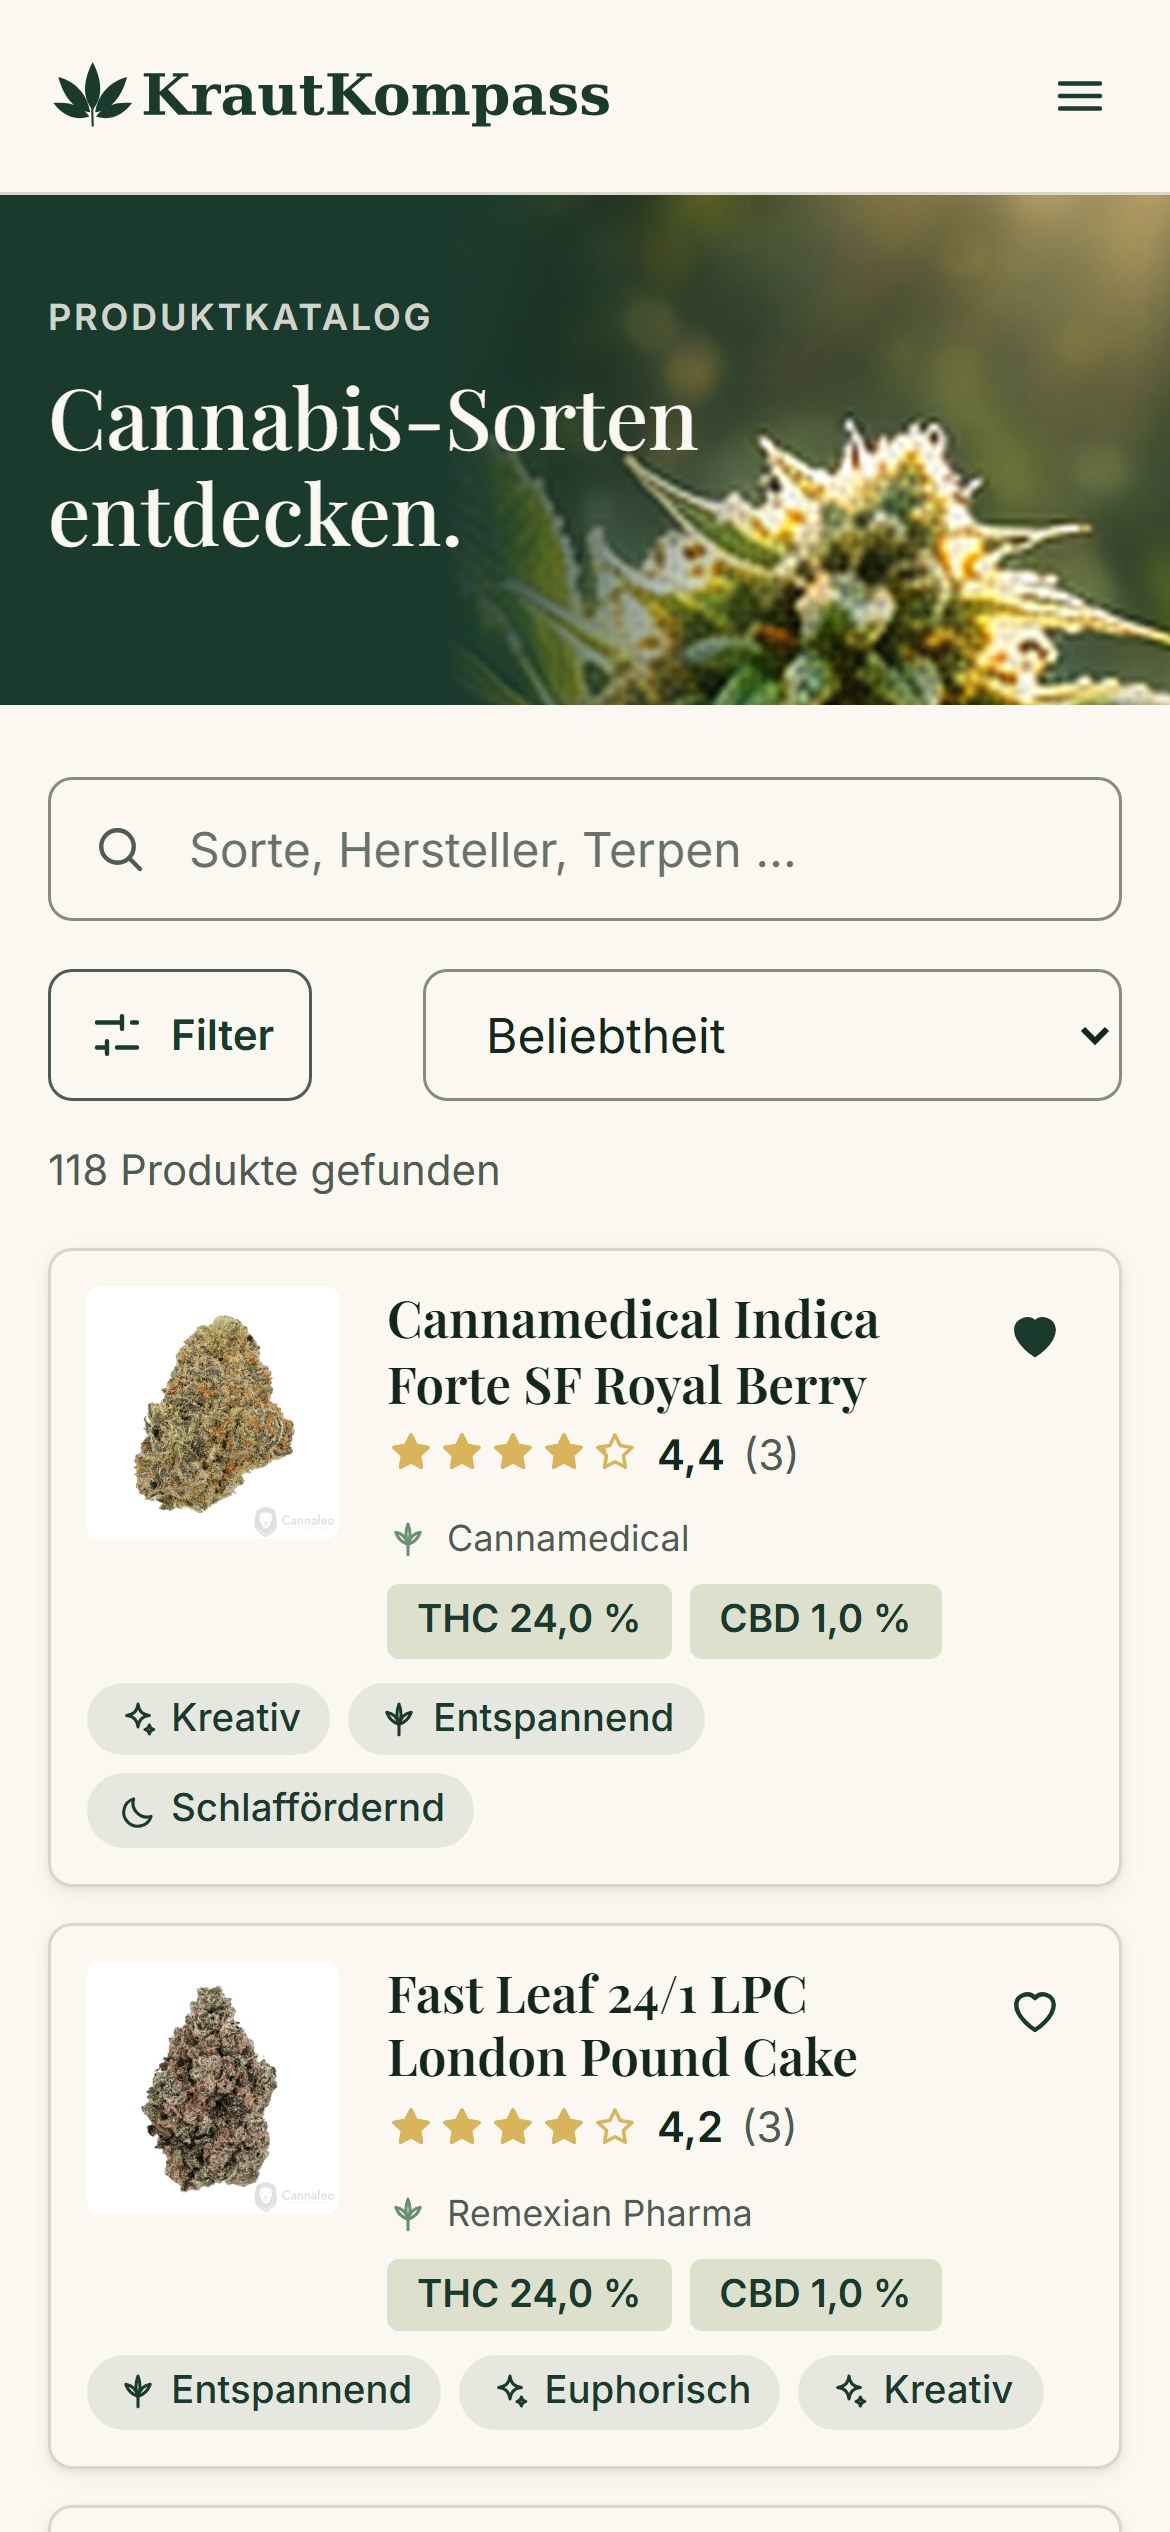 KrautKompass
PRODUKTKATALOG
Cannabis-Sorten
entdecken.
Sorte, Hersteller, Terpen ...
Filter
Beliebtheit
118 Produkte gefunden
Cannamedical Indica
Forte SF Royal Berry
4,4 (3)
Cannaleo
Cannamedical
THC 24,0 %
CBD 1,0 %
Kreativ
Entspannend
Schlaffördernd
Fast Leaf 24/1 LPC
London Pound Cake
4,2 (3)
Cannaleo
Remexian Pharma
THC 24,0 %
CBD 1,0 %
Entspannend
Euphorisch
Kreativ